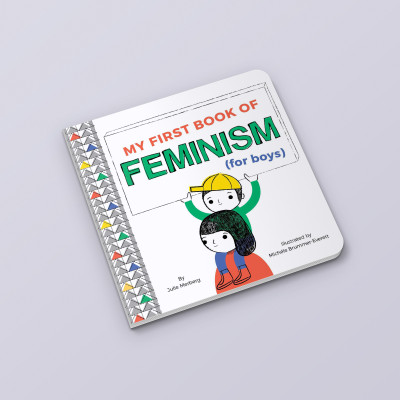 MY FIRST BOOK OF
FEMINISM
(for boys)
By
Julie Merberg
Illustrated by
Michéle Brummer Everett